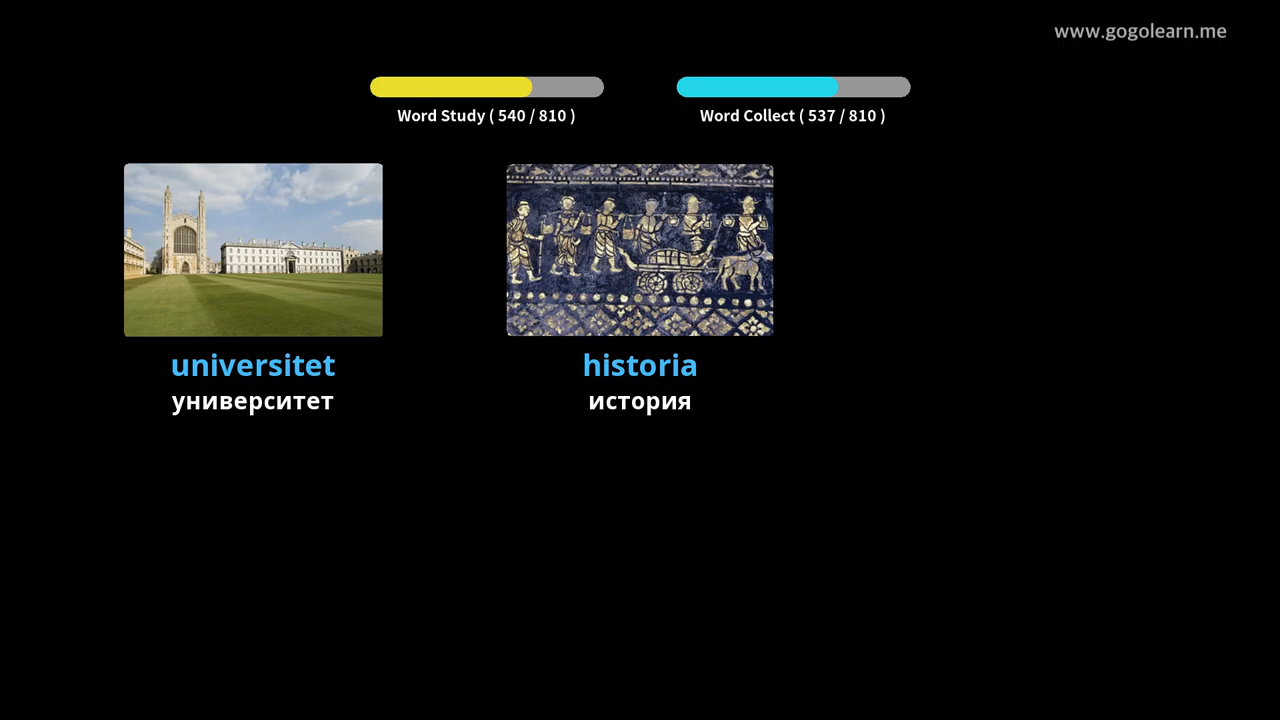 www.gogolearn.me
Word Study ( 540 / 810 )
Word Collect ( 537 / 810 )
universitet
университет
historia
история